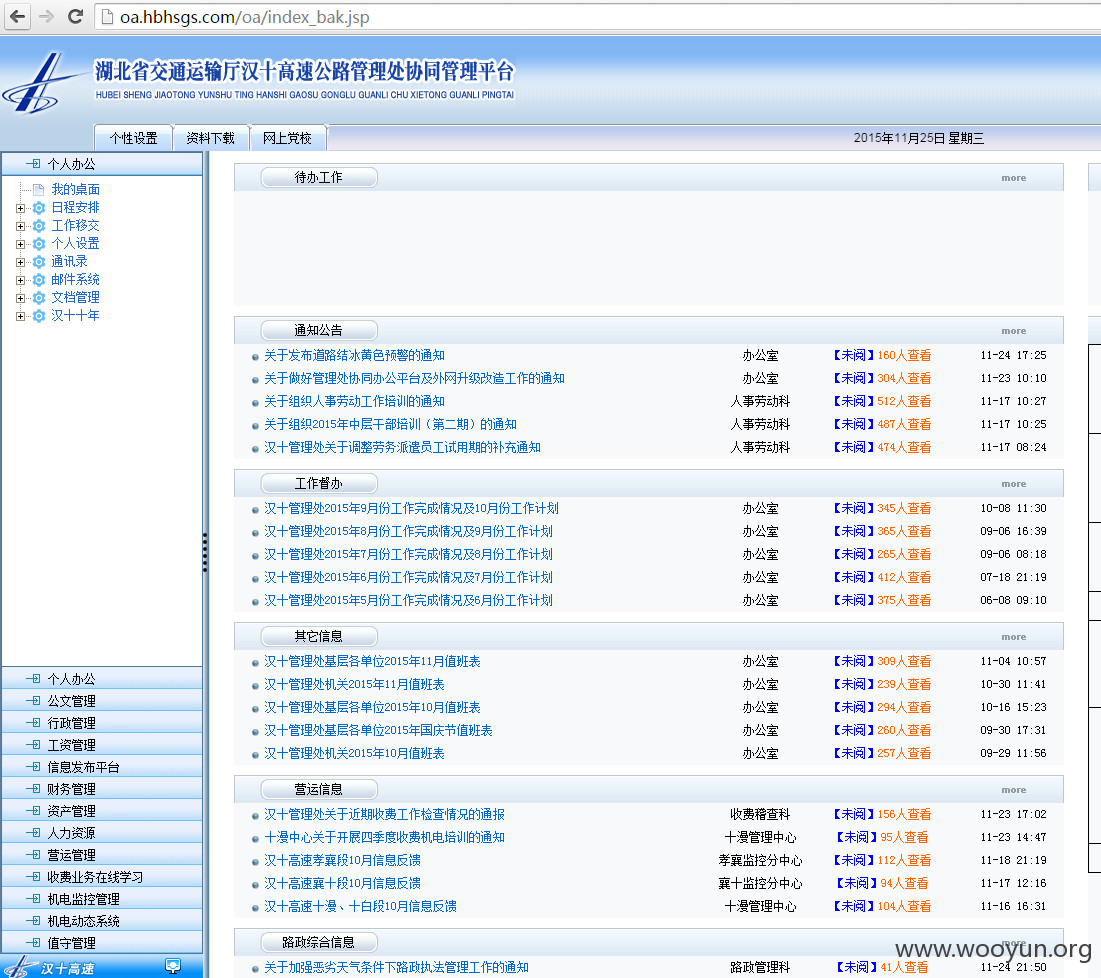 oa.hbhsgs.com/oa/index_bak.jsp
湖北省交通运输厅汉十高速公路管理处协同管理平台
HUBEI SHENG JIAOTONG YUNSHU TING HANSHI GAOSU GONGLU GUANLI CHU XIETONG GUANLI PINGTAI
个性设置 资料下载 网上党校 2015年11月25日 星期三
个人办公
我的桌面
日程安排
工作移交
个人设置
通讯录
邮件系统
文档管理
汉十十年
个人办公
公文管理
行政管理
工资管理
信息发布平台
财务管理
资产管理
人力资源
营运管理
收费业务在线学习
机电监控管理
机电动态系统
值守管理
汉十高速
待办工作 more
通知公告 more
关于发布道路结冰黄色预警的通知 办公室 【未阅】160人查看 11-24 17:25
关于做好管理处协同办公平台及外网升级改造工作的通知 办公室 【未阅】304人查看 11-23 10:10
关于组织人事劳动工作培训的通知 人事劳动科 【未阅】512人查看 11-17 10:27
关于组织2015年中层干部培训（第二期）的通知 人事劳动科 【未阅】487人查看 11-17 10:25
汉十管理处关于调整劳务派遣员工试用期的补充通知 人事劳动科 【未阅】474人查看 11-17 08:24
工作督办 more
汉十管理处2015年9月份工作完成情况及10月份工作计划 办公室 【未阅】345人查看 10-08 11:30
汉十管理处2015年8月份工作完成情况及9月份工作计划 办公室 【未阅】365人查看 09-06 16:39
汉十管理处2015年7月份工作完成情况及8月份工作计划 办公室 【未阅】265人查看 09-06 08:18
汉十管理处2015年6月份工作完成情况及7月份工作计划 办公室 【未阅】412人查看 07-18 21:19
汉十管理处2015年5月份工作完成情况及6月份工作计划 办公室 【未阅】375人查看 06-08 09:10
其它信息 more
汉十管理处基层各单位2015年11月值班表 办公室 【未阅】309人查看 11-04 10:57
汉十管理处机关2015年11月值班表 办公室 【未阅】239人查看 10-30 11:41
汉十管理处基层各单位2015年10月值班表 办公室 【未阅】294人查看 10-16 15:23
汉十管理处基层各单位2015年国庆节值班表 办公室 【未阅】260人查看 09-30 17:31
汉十管理处机关2015年10月值班表 办公室 【未阅】257人查看 09-29 11:56
营运信息 more
汉十管理处关于近期收费工作检查情况的通报 收费稽查科 【未阅】156人查看 11-23 17:02
十漫中心关于开展四季度收费机电培训的通知 十漫管理中心 【未阅】95人查看 11-23 14:47
汉十高速孝襄段10月信息反馈 孝襄监控分中心 【未阅】112人查看 11-18 21:19
汉十高速襄十段10月信息反馈 襄十监控分中心 【未阅】94人查看 11-17 12:16
汉十高速十漫、十白段10月信息反馈 十漫管理中心 【未阅】104人查看 11-16 16:31
路政综合信息 more
关于加强恶劣天气条件下路政执法管理工作的通知 路政管理科 【未阅】41人查看 11-24 21:50
www.wooyun.org